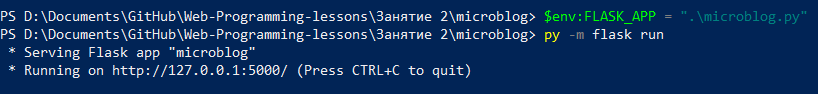 PS D:\Documents\GitHub\Web-Programming-lessons\Занятие 2\microblog> $env:FLASK_APP = ".\microblog.py"
PS D:\Documents\GitHub\Web-Programming-lessons\Занятие 2\microblog> py -m flask run
 * Serving Flask app "microblog"
 * Running on http://127.0.0.1:5000/ (Press CTRL+C to quit)